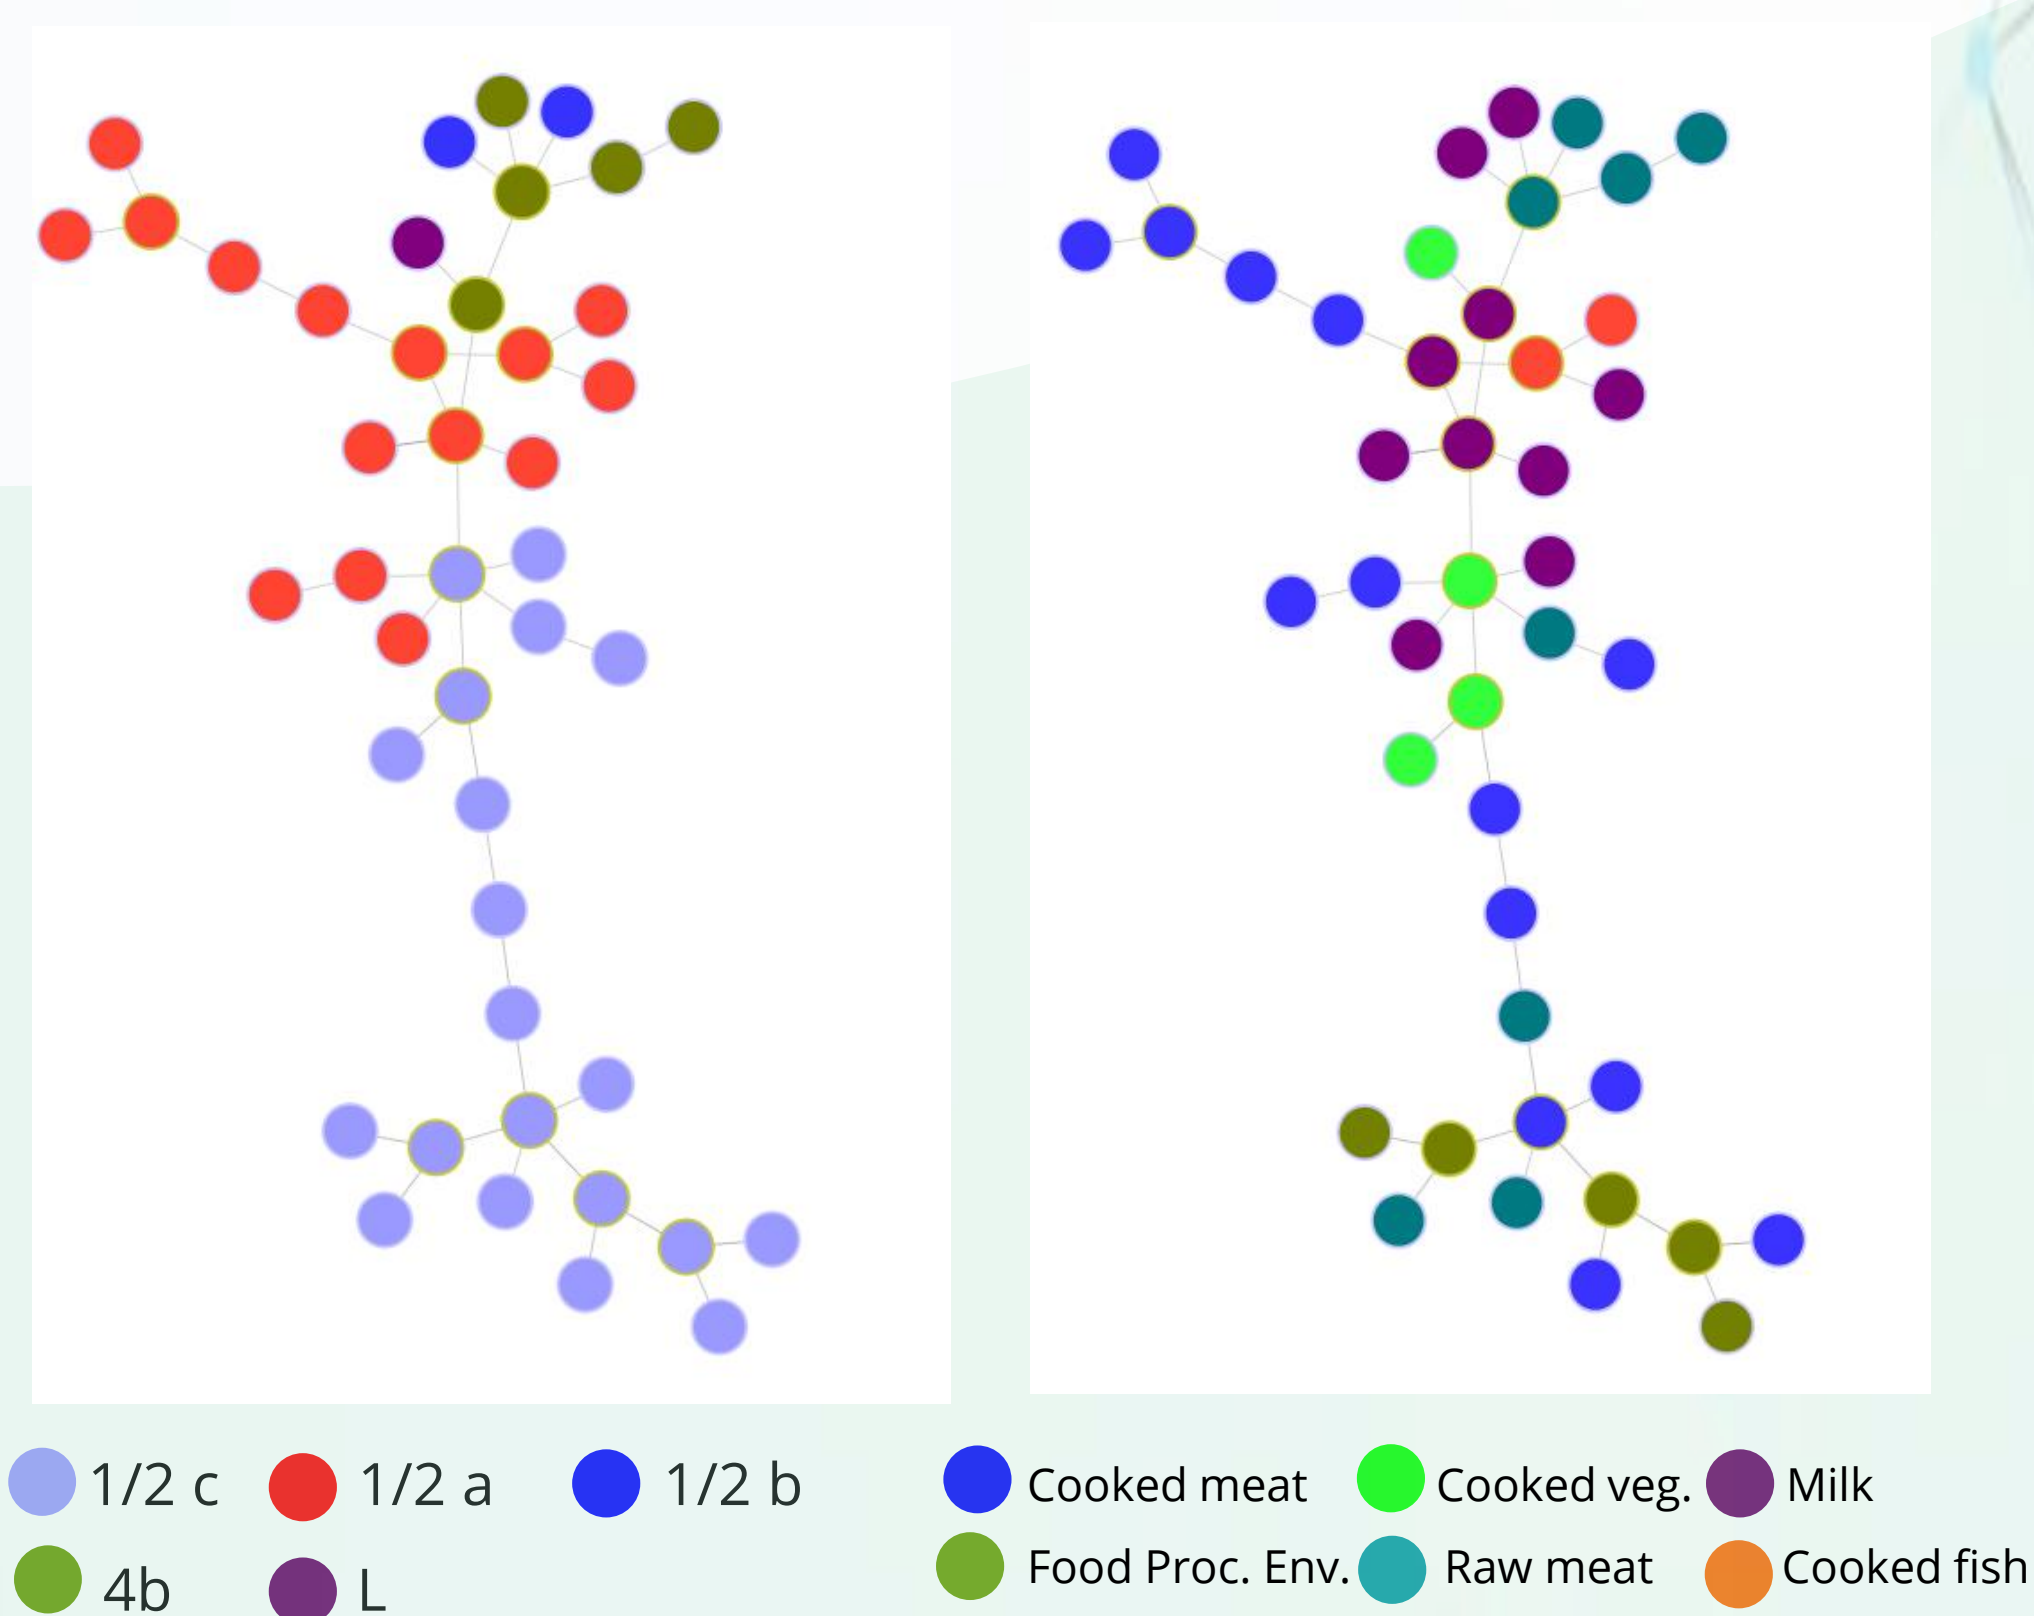 1/2 c 1/2 a 1/2 b
4b L
Cooked meat Cooked veg. Milk
Food Proc. Env. Raw meat Cooked fish